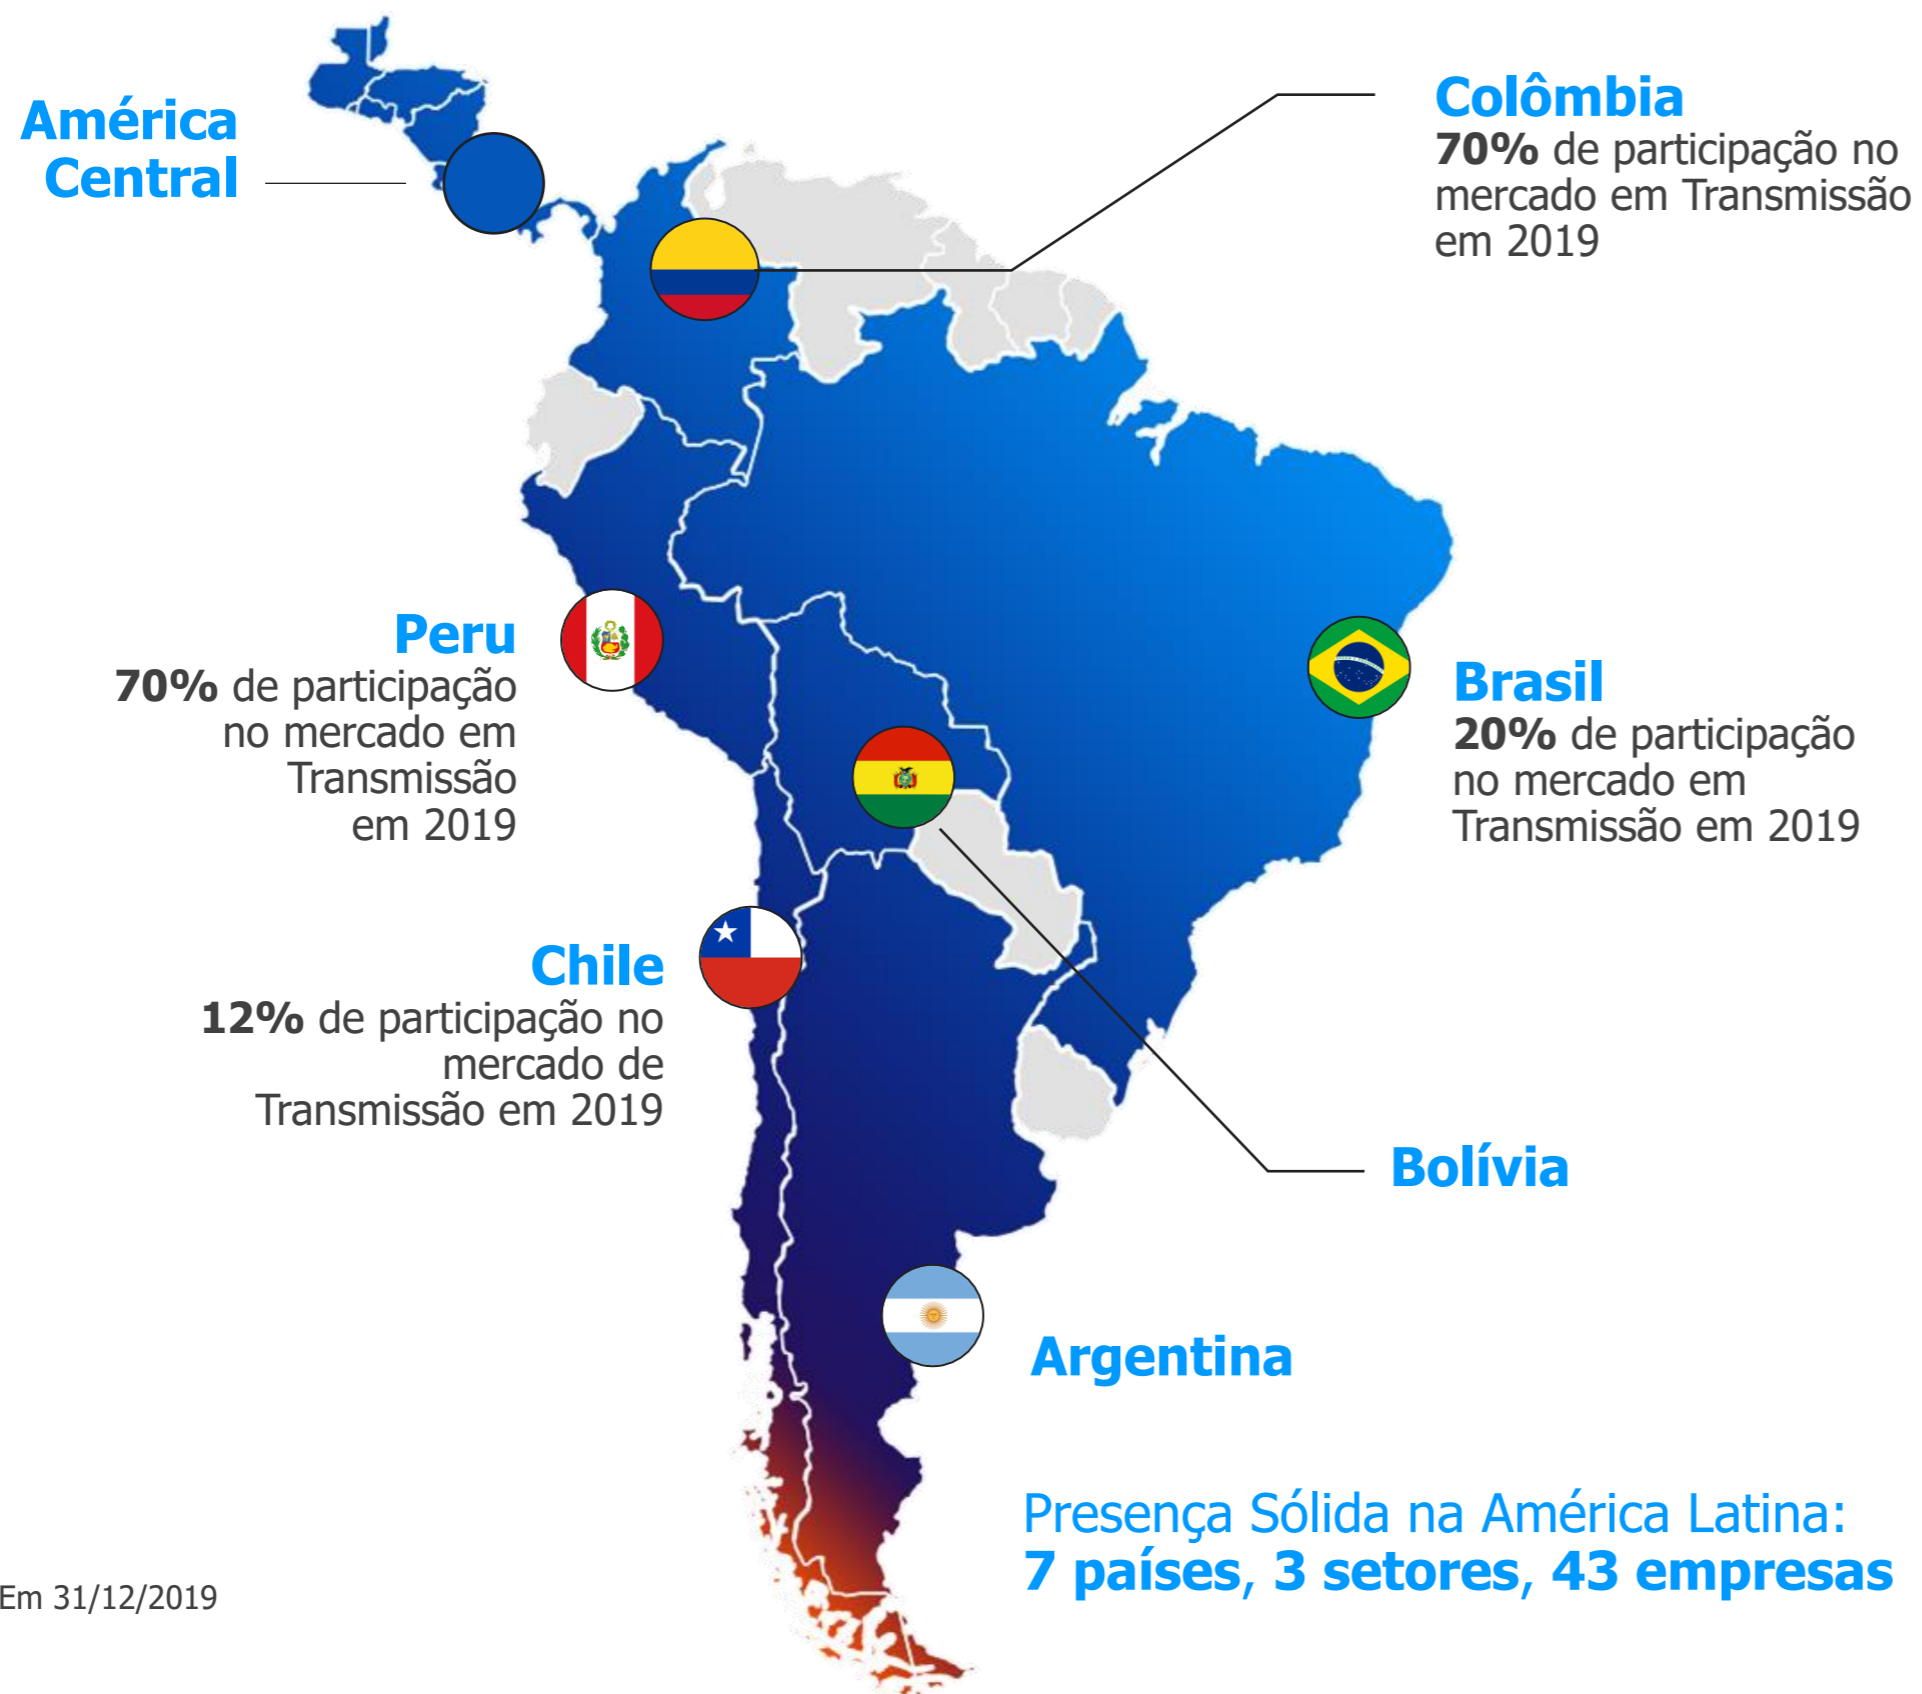 América
Central
Colômbia
70% de participação no
mercado em Transmissão
em 2019
Peru
70% de participação
no mercado em
Transmissão
em 2019
Brasil
20% de participação
no mercado em
Transmissão em 2019
Chile
12% de participação no
mercado de
Transmissão em 2019
Bolívia
Argentina
Presença Sólida na América Latina:
7 países, 3 setores, 43 empresas
Em 31/12/2019